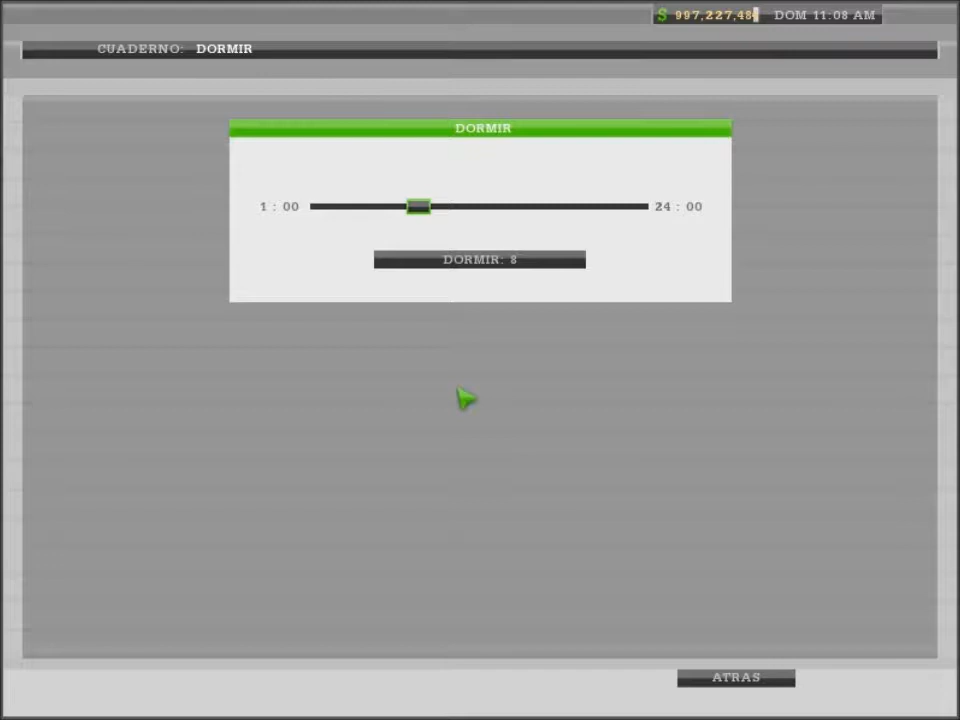 $ 997,227,48 DOM 11:08 AM
CUADERNO: DORMIR
DORMIR
1 : 00 24 : 00
DORMIR: 8
ATRAS